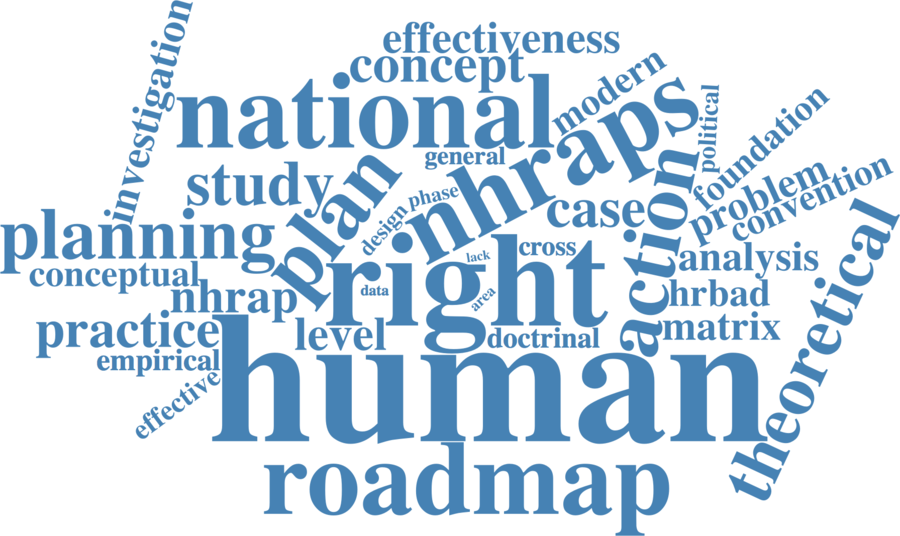 investigation
effectiveness
concept
national
modern
nhraps
political
foundation
general
study
plan
phase
design
case
problem
convention
planning
action
lack
cross
analysis
conceptual
nhrap
data
right
area
hrbad
theoretical
practice
level
doctrinal
matrix
empirical
human
effective
roadmap